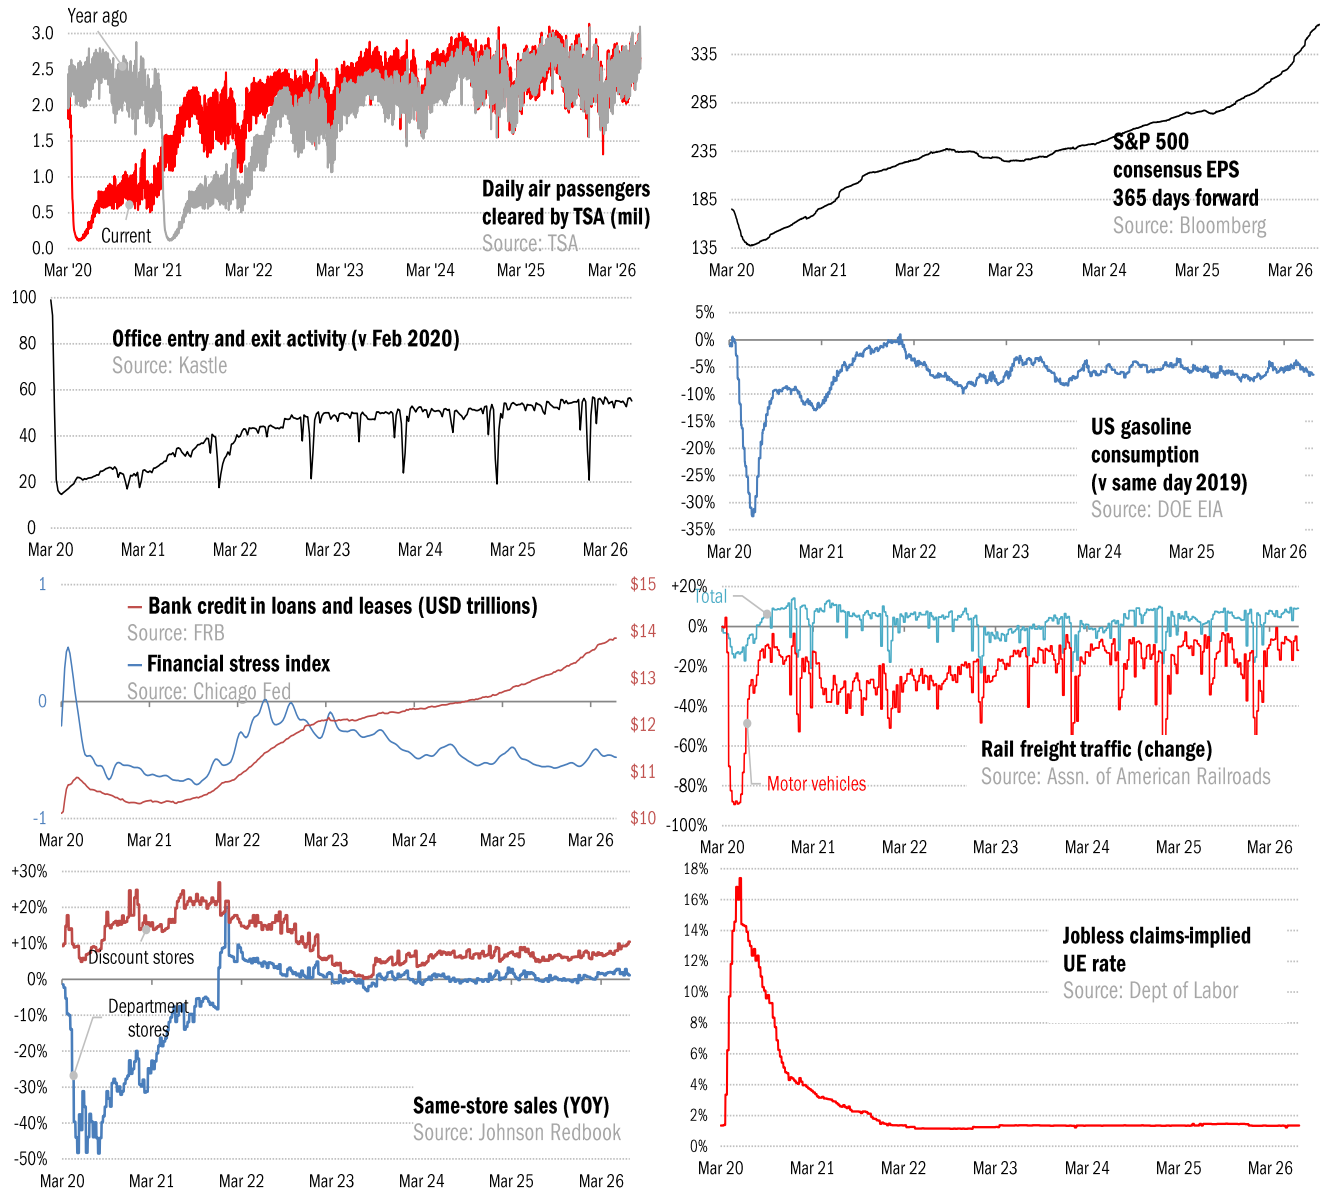 Year ago
3.0
2.5
2.0
1.5
1.0
0.5
0.0
Current
Daily air passengers
cleared by TSA (mil)
Source: TSA
Mar '20 Mar '21 Mar '22 Mar '23 Mar '24 Mar '25 Mar '26
335
285
235
185
135
S&P 500
consensus EPS
365 days forward
Source: Bloomberg
Mar 20 Mar 21 Mar 22 Mar 23 Mar 24 Mar 25 Mar 26
100
80
60
40
20
0
Office entry and exit activity (v Feb 2020)
Source: Kastle
Mar 20 Mar 21 Mar 22 Mar 23 Mar 24 Mar 25 Mar 26
5%
0%
-5%
-10%
-15%
-20%
-25%
-30%
-35%
US gasoline
consumption
(v same day 2019)
Source: DOE EIA
Mar 20 Mar 21 Mar 22 Mar 23 Mar 24 Mar 25 Mar 26
1
0
-1
Bank credit in loans and leases (USD trillions)
Source: FRB
Financial stress index
Source: Chicago Fed
$15
$14
$13
$12
$11
$10
Mar 20 Mar 21 Mar 22 Mar 23 Mar 24 Mar 25 Mar 26
+20%
Total
0%
-20%
-40%
-60%
-80%
-100%
Motor vehicles
Rail freight traffic (change)
Source: Assn. of American Railroads
Mar 20 Mar 21 Mar 22 Mar 23 Mar 24 Mar 25 Mar 26
+30%
+20%
+10%
0%
-10%
-20%
-30%
-40%
-50%
Discount stores
Department
stores
Same-store sales (YOY)
Source: Johnson Redbook
Mar 20 Mar 21 Mar 22 Mar 23 Mar 24 Mar 25 Mar 26
18%
16%
14%
12%
10%
8%
6%
4%
2%
0%
Jobless claims-implied
UE rate
Source: Dept of Labor
Mar 20 Mar 21 Mar 22 Mar 23 Mar 24 Mar 25 Mar 26